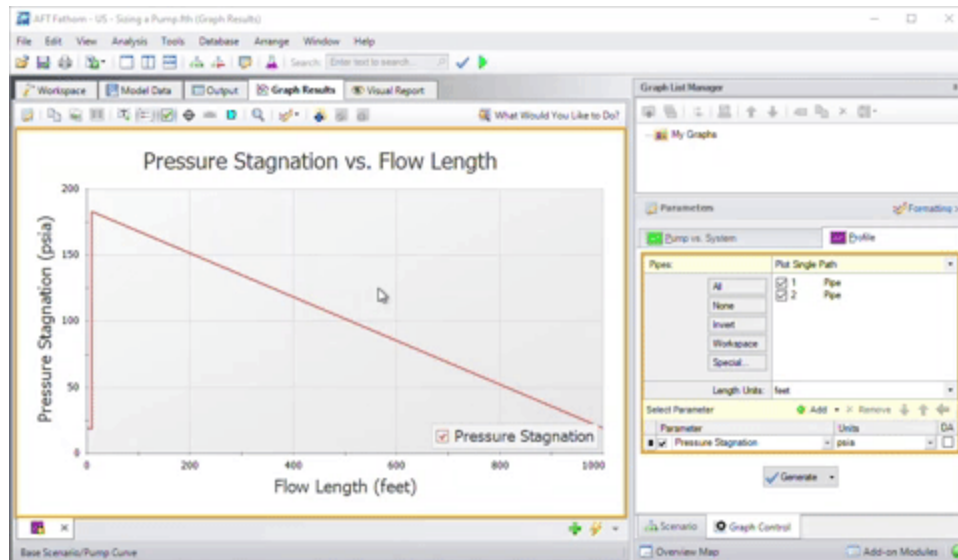 AFT Fathom - US - Sizing a Pump.fth (Graph Results)
File Edit View Analysis Tools Database Arrange Window Help
Search: Enter text to search...
Workspace Model Data Output Graph Results Visual Report
What Would You Like to Do?
Pressure Stagnation vs. Flow Length
Pressure Stagnation (psia)
200
150
100
50
0
Pressure Stagnation
0 200 400 600 800 1000
Flow Length (feet)
Base Scenario/Pump Curve
Graph List Manager
My Graphs
Parameters Formatting >
Pump vs. System Profile
Pipes: Plot Single Path
All
None
Invert
Workspace
Special...
1 Pipe
2 Pipe
Length Units: feet
Select Parameter Add Remove
Parameter Units DA
Pressure Stagnation psia
Generate
Scenario Graph Control
Overview Map Add-on Modules